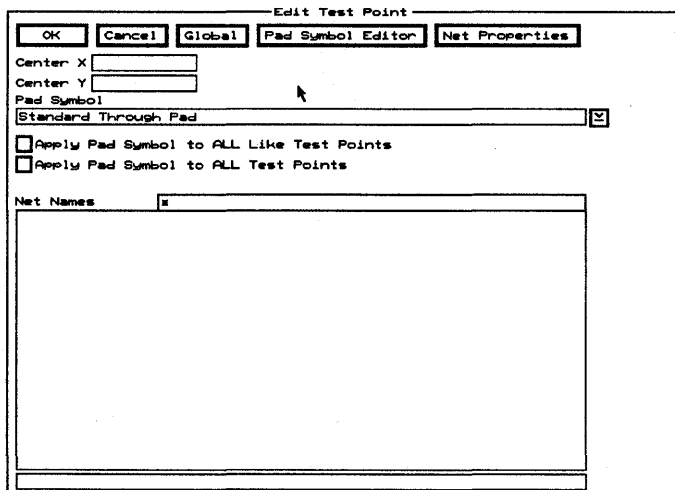 Edit Test Point
OK Cancel Global Pad Symbol Editor Net Properties
Center X
Center Y
Pad Symbol
Standard Through Pad
Apply Pad Symbol to ALL Like Test Points
Apply Pad Symbol to ALL Test Points
Net Names